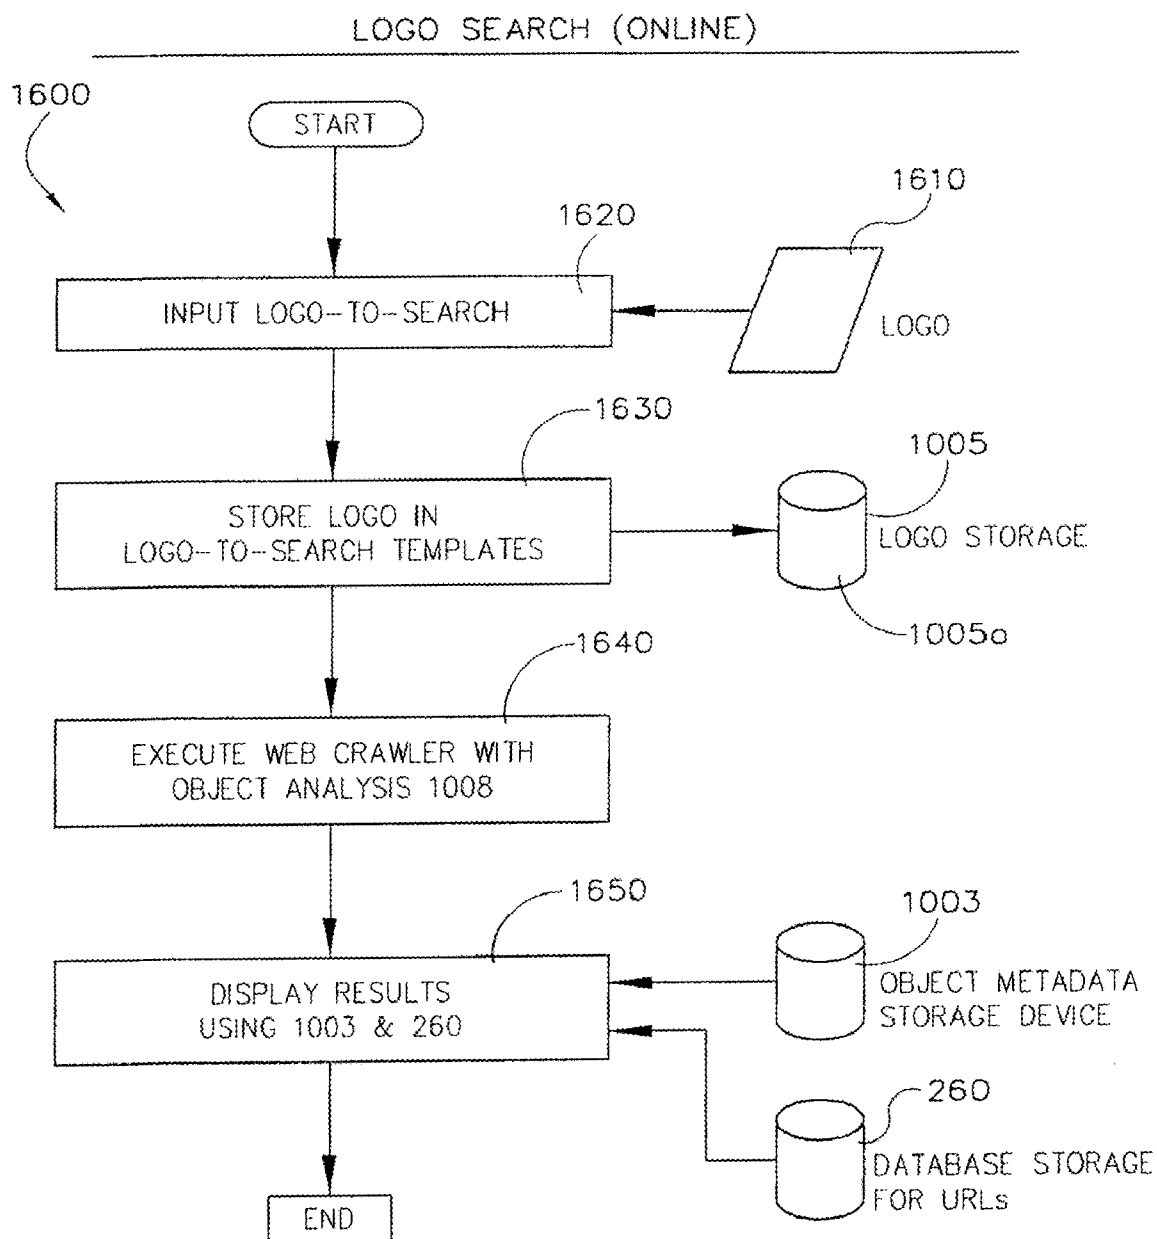 LOGO SEARCH (ONLINE)
1600
START
1610
1620
INPUT LOGO-TO-SEARCH
LOGO
1630
1005
STORE LOGO IN
LOGO-TO-SEARCH TEMPLATES
LOGO STORAGE
1005a
1640
EXECUTE WEB CRAWLER WITH
OBJECT ANALYSIS 1008
1650
1003
DISPLAY RESULTS
USING 1003 & 260
OBJECT METADATA
STORAGE DEVICE
260
DATABASE STORAGE
FOR URLs
END